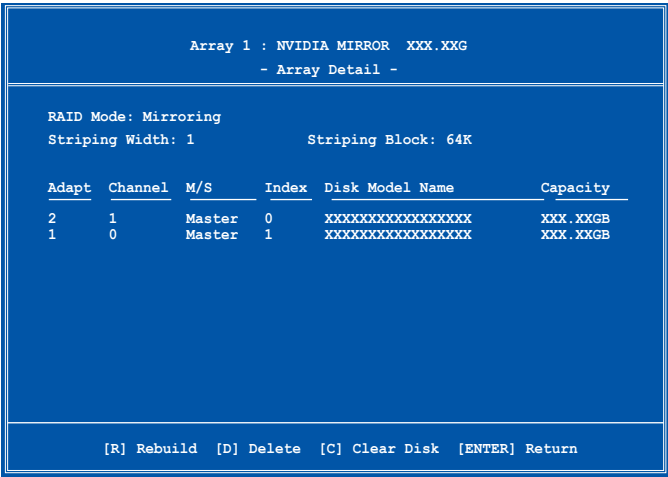 Array 1 : NVIDIA MIRROR XXX.XXG
- Array Detail -
RAID Mode: Mirroring
Striping Width: 1 Striping Block: 64K
Adapt Channel M/S Index Disk Model Name Capacity
2 1 Master 0 XXXXXXXXXXXXXXXXX XXX.XXGB
1 0 Master 1 XXXXXXXXXXXXXXXXX XXX.XXGB
[R] Rebuild [D] Delete [C] Clear Disk [ENTER] Return